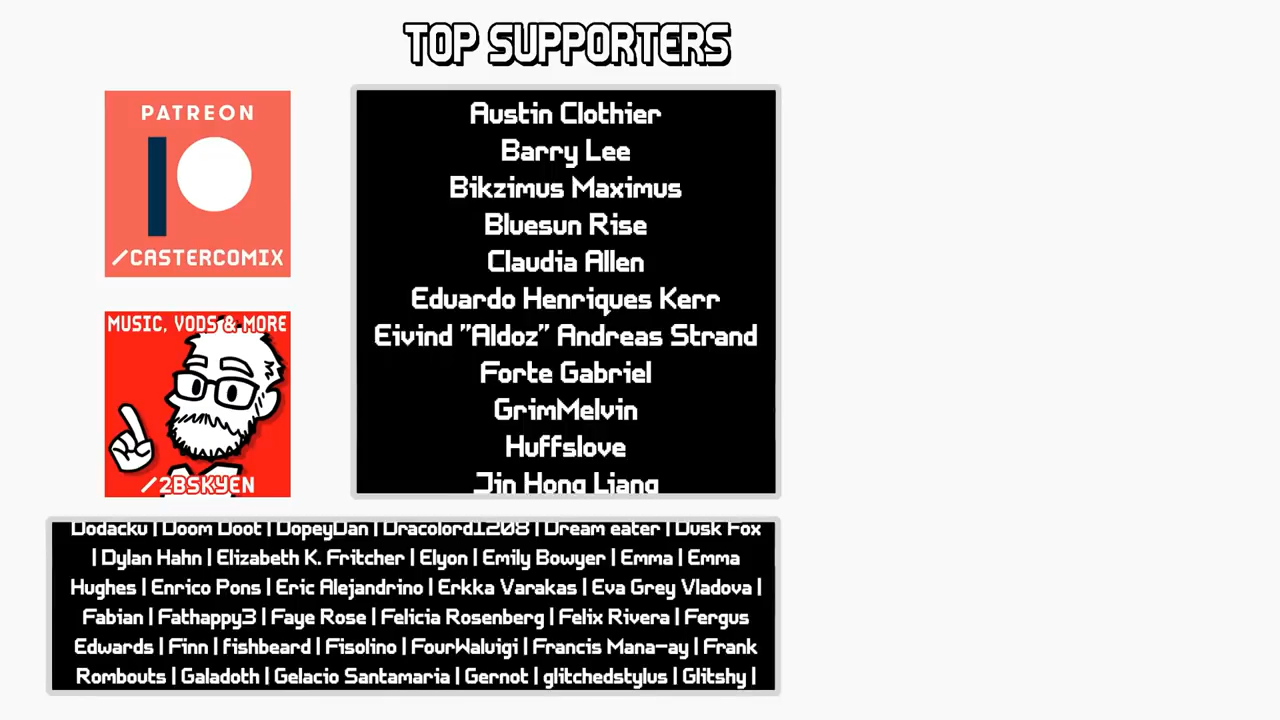 TOP SUPPORTERS
PATREON
/CASTERCOMIX
MUSIC, VODS & MORE
/2BSKYEN
Austin Clothier
Barry Lee
Bikzimus Maximus
Bluesun Rise
Claudia Allen
Eduardo Henriques Kerr
Eivind "Aldoz" Andreas Strand
Forte Gabriel
GrimMelvin
Huffslove
Jin Hong Liang
Dodacku | Doom Doot | DopeyDan | Dracolord1208 | Dream eater | Dusk Fox
| Dylan Hahn | Elizabeth K. Fritcher | Elyon | Emily Bowyer | Emma | Emma
Hughes | Enrico Pons | Eric Alejandrino | Erkka Varakas | Eva Grey Vladova |
Fabian | Fathappy3 | Faye Rose | Felicia Rosenberg | Felix Rivera | Fergus
Edwards | Finn | fishbeard | Fisolino | FourWaluigi | Francis Mana-ay | Frank
Rombouts | Galadoth | Gelacio Santamaria | Gernot | glitchedstylus | Glitshy |